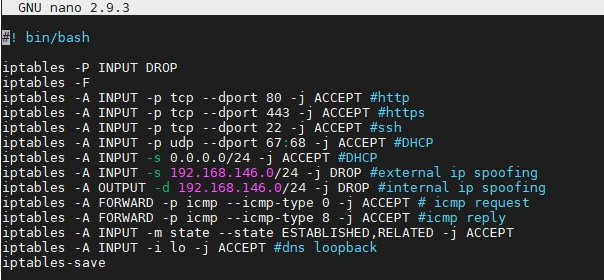 GNU nano 2.9.3
#! bin/bash
iptables -P INPUT DROP
iptables -F
iptables -A INPUT -p tcp --dport 80 -j ACCEPT #http
iptables -A INPUT -p tcp --dport 443 -j ACCEPT #https
iptables -A INPUT -p tcp --dport 22 -j ACCEPT #ssh
iptables -A INPUT -p udp --dport 67:68 -j ACCEPT #DHCP
iptables -A INPUT -s 0.0.0.0/24 -j ACCEPT #DHCP
iptables -A INPUT -s 192.168.146.0/24 -j DROP #external ip spoofing
iptables -A OUTPUT -d 192.168.146.0/24 -j DROP #internal ip spoofing
iptables -A FORWARD -p icmp --icmp-type 0 -j ACCEPT # icmp request
iptables -A FORWARD -p icmp --icmp-type 8 -j ACCEPT #icmp reply
iptables -A INPUT -m state --state ESTABLISHED,RELATED -j ACCEPT
iptables -A INPUT -i lo -j ACCEPT #dns loopback
iptables-save